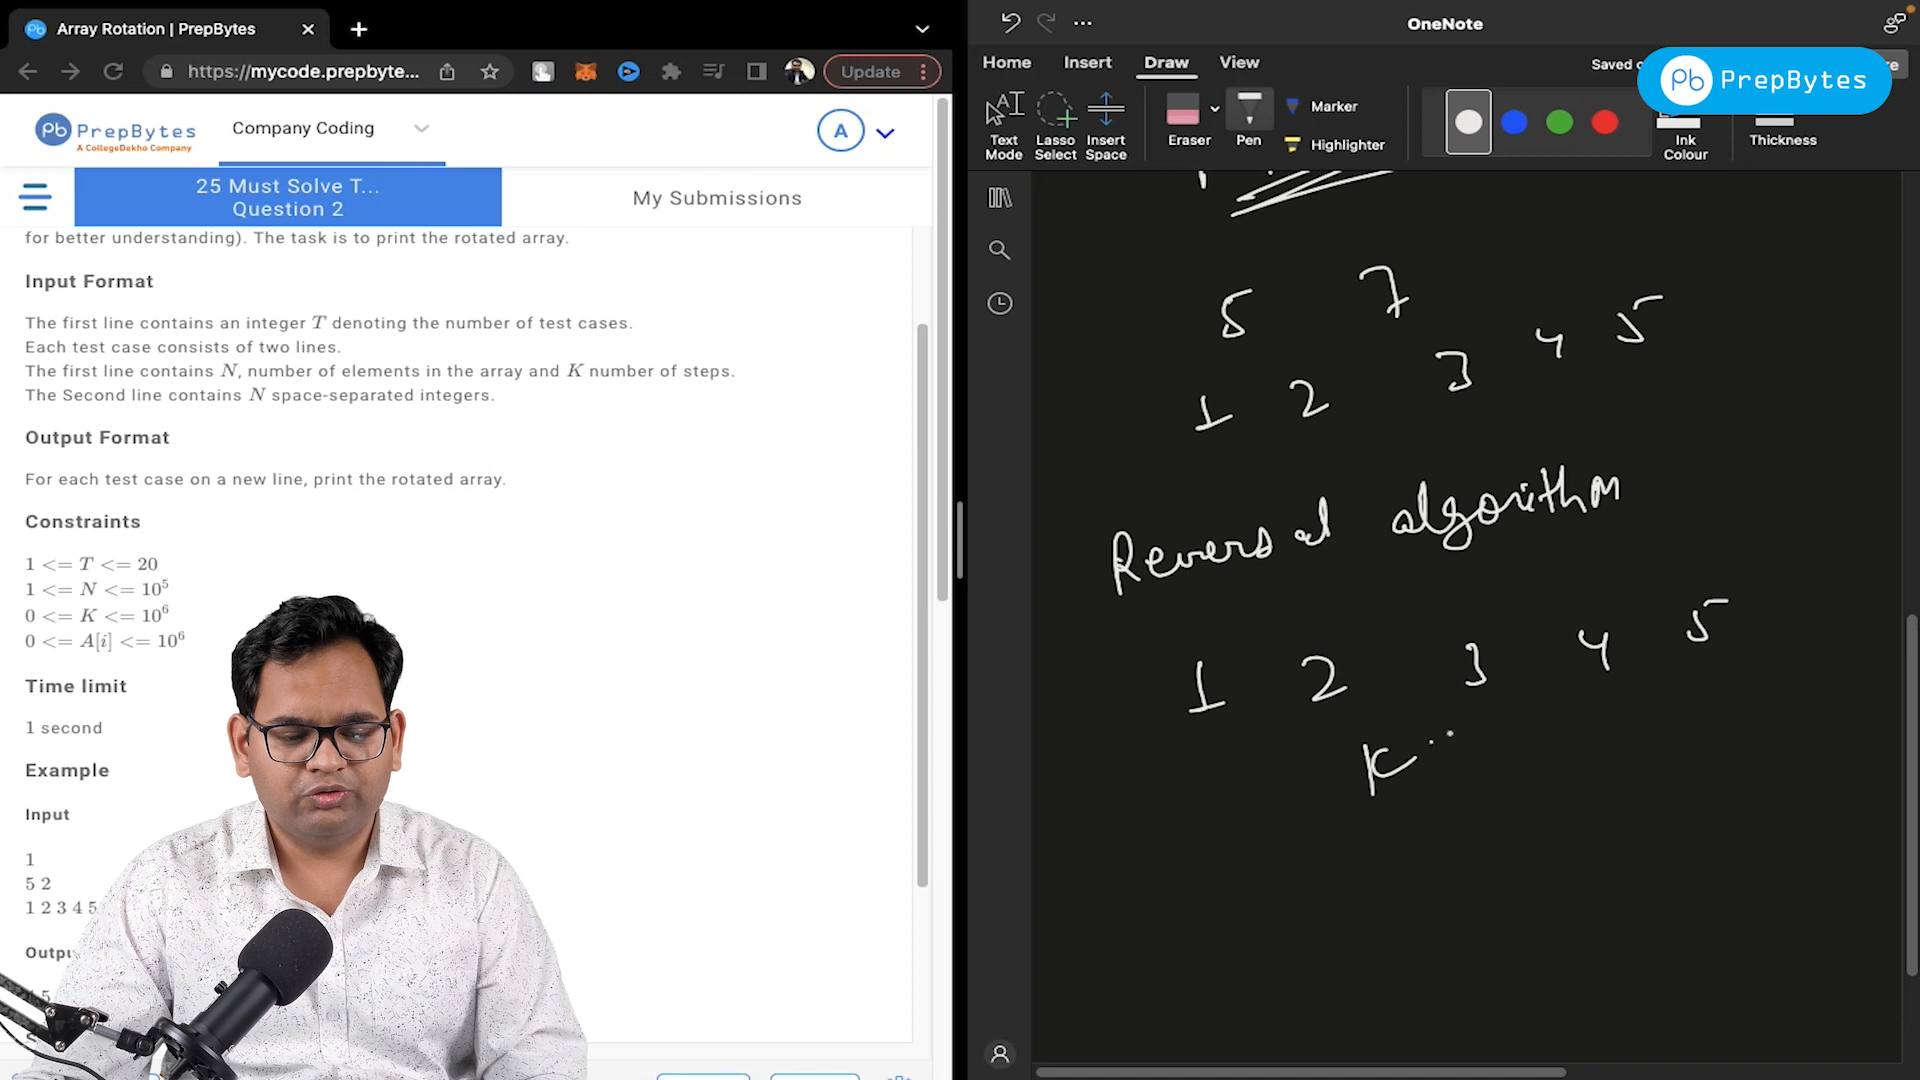 Array Rotation | PrepBytes
https://mycode.prepbyte...
Update
PrepBytes
A CollegeDekho Company
Company Coding
A
25 Must Solve T...
Question 2
My Submissions
for better understanding). The task is to print the rotated array.
Input Format
The first line contains an integer T denoting the number of test cases.
Each test case consists of two lines.
The first line contains N, number of elements in the array and K number of steps.
The Second line contains N space-separated integers.
Output Format
For each test case on a new line, print the rotated array.
Constraints
1 <= T <= 20
1 <= N <= 10^5
0 <= K <= 10^6
0 <= A[i] <= 10^6
Time limit
1 second
Example
Input
1
5 2
1 2 3 4 5
OneNote
Home Insert Draw View
Saved
Pb PrepBytes
Text Mode
Lasso Select
Insert Space
Eraser
Pen
Marker
Highlighter
Ink Colour
Thickness
5 7
1 2 3 4 5
Reversal algorithm
1 2 3 4 5
K